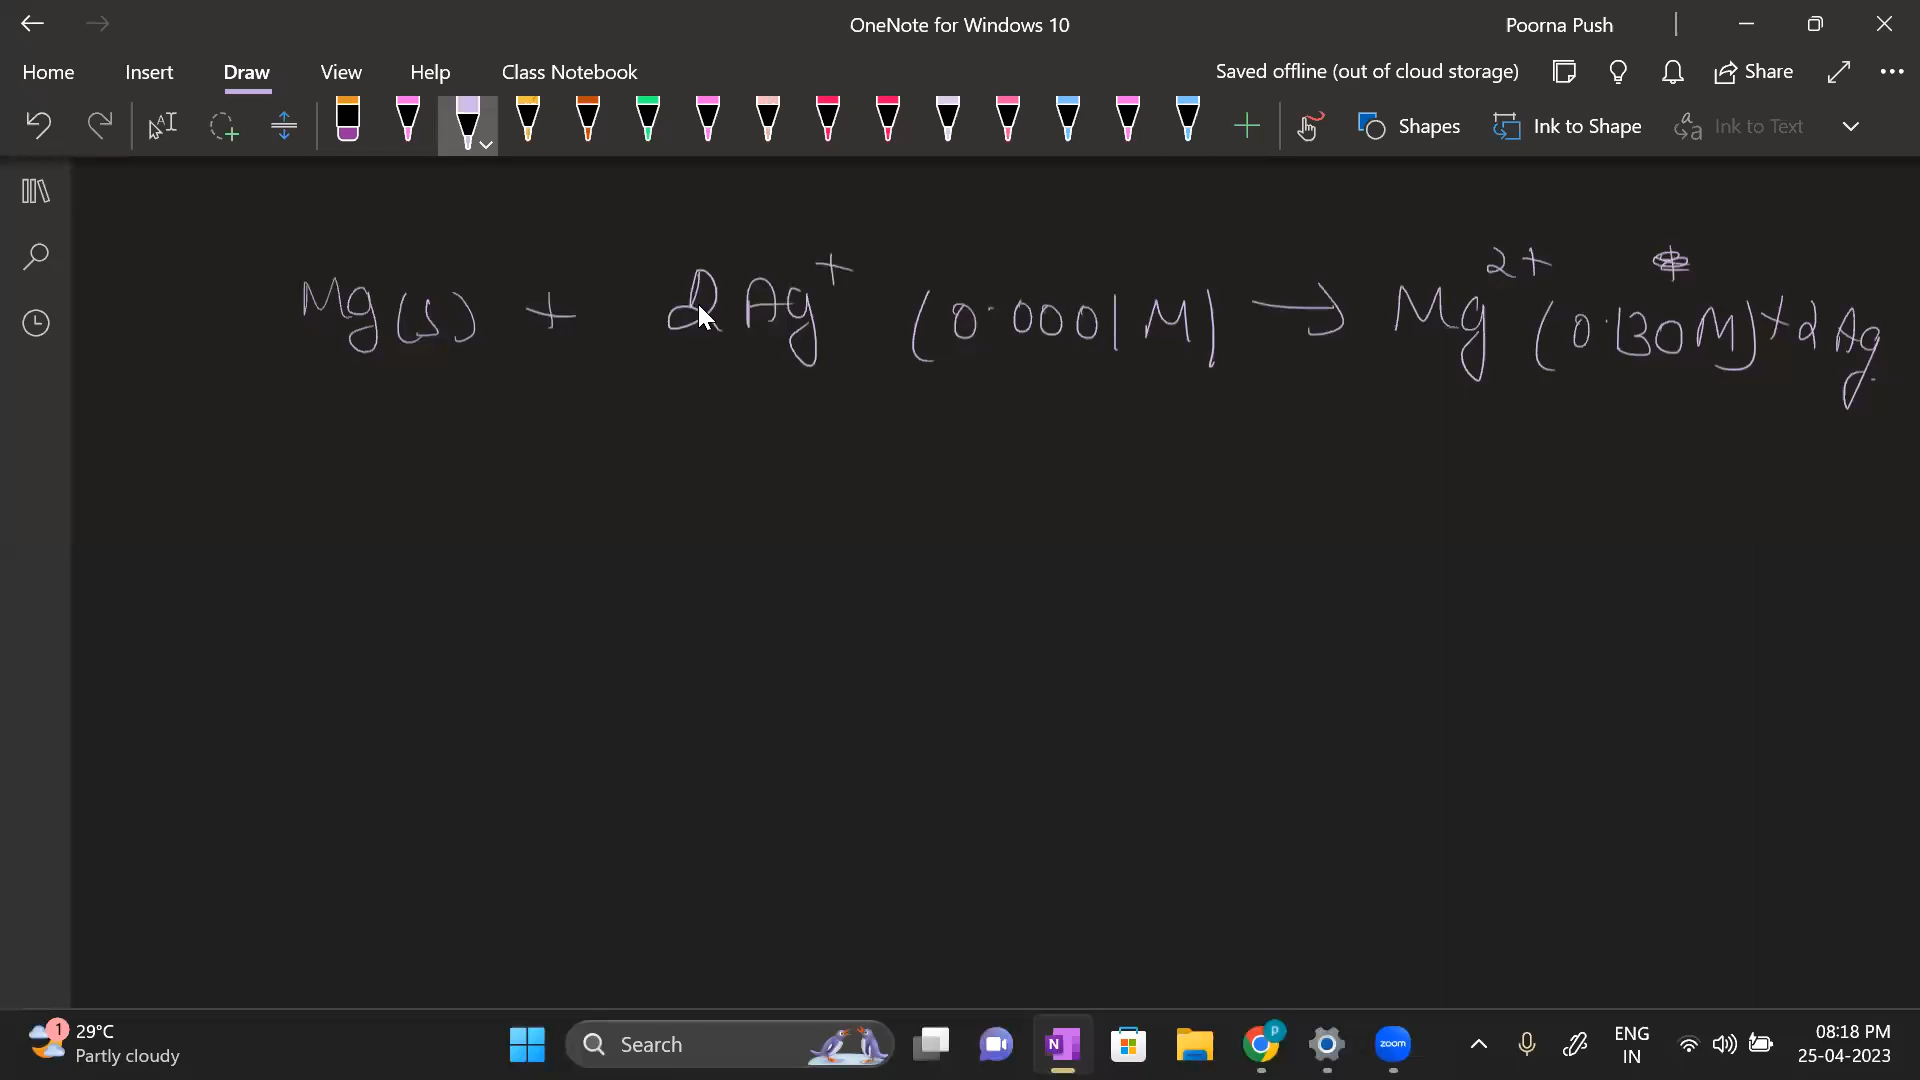 OneNote for Windows 10
Poorna Push
Home Insert Draw View Help Class Notebook
Saved offline (out of cloud storage)
Share
Shapes
Ink to Shape
Ink to Text
Mg(s) + 2Ag⁺ (0.0001M) → Mg²⁺ (0.130M) + 2Ag
1
29°C
Partly cloudy
Search
N
zoom
P
ENG
IN
08:18 PM
25-04-2023